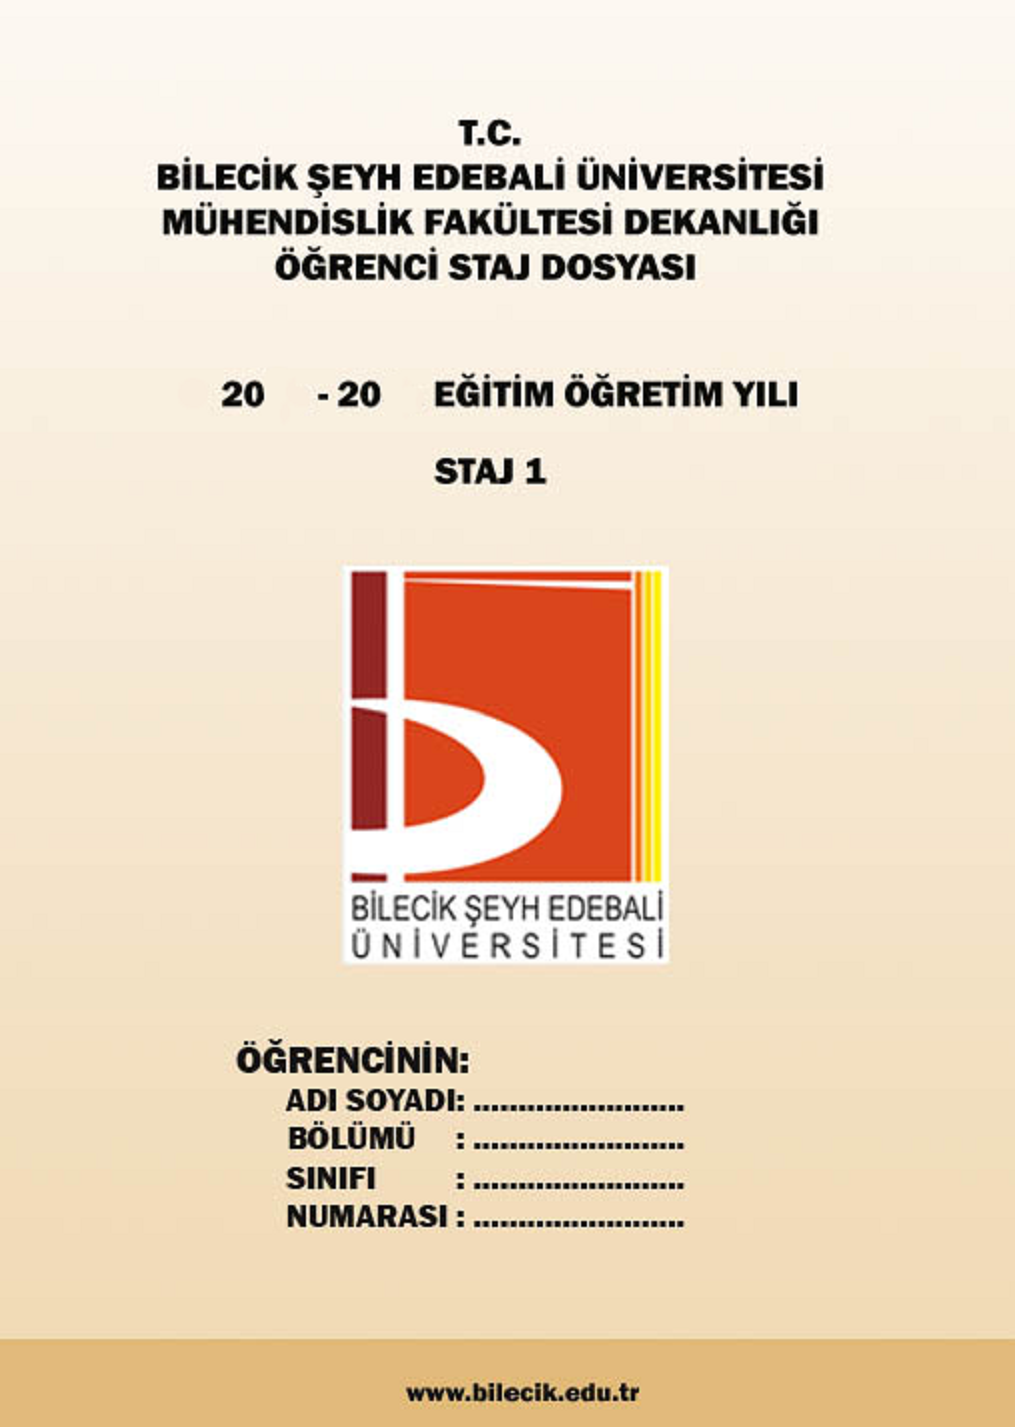 T.C.
BİLECİK ŞEYH EDEBALİ ÜNİVERSİTESİ
MÜHENDİSLİK FAKÜLTESİ DEKANLIĞI
ÖĞRENCİ STAJ DOSYASI
20 - 20 EĞİTİM ÖĞRETİM YILI
STAJ 1
BİLECİK ŞEYH EDEBALİ
ÜNİVERSİTESİ
ÖĞRENCİNİN:
ADI SOYADI: ........................
BÖLÜMÜ : ........................
SINIFI : ........................
NUMARASI : ........................
www.bilecik.edu.tr